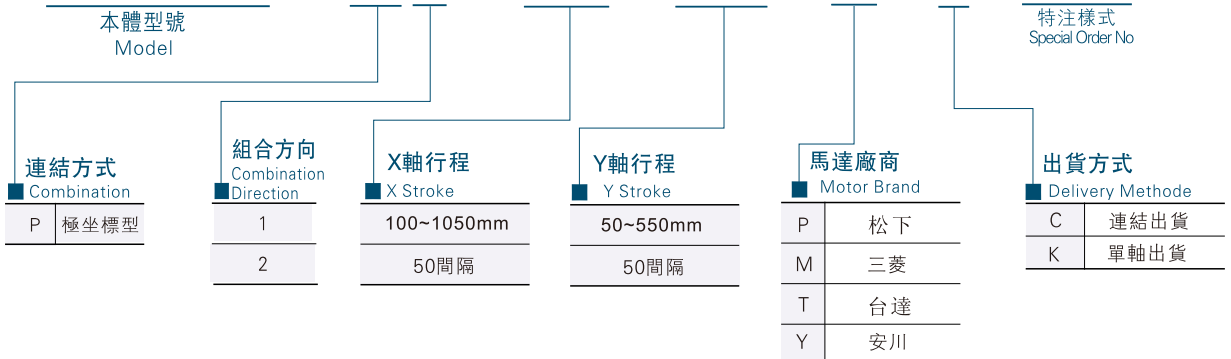 本體型號
Model
特注樣式
Special Order No
連結方式
Combination
P 極坐標型
組合方向
Combination
Direction
1
2
X軸行程
X Stroke
100~1050mm
50間隔
Y軸行程
Y Stroke
50~550mm
50間隔
馬達廠商
Motor Brand
P 松下
M 三菱
T 台達
Y 安川
出貨方式
Delivery Methode
C 連結出貨
K 單軸出貨